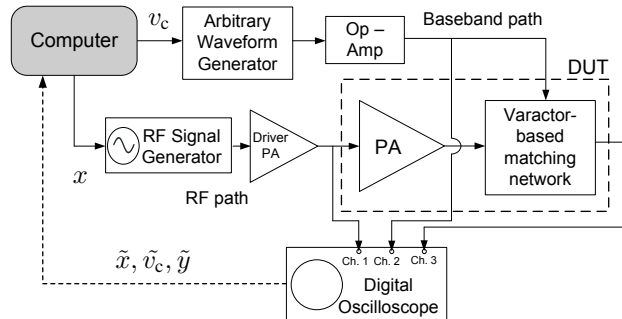 Computer
v_c
Arbitrary
Waveform
Generator
Op –
Amp
Baseband path
DUT
x
RF Signal
Generator
Driver
PA
RF path
PA
Varactor-
based
matching
network
Ch. 1
Ch. 2
Ch. 3
Digital
Oscilloscope
x̃, ṽ_c, ỹ